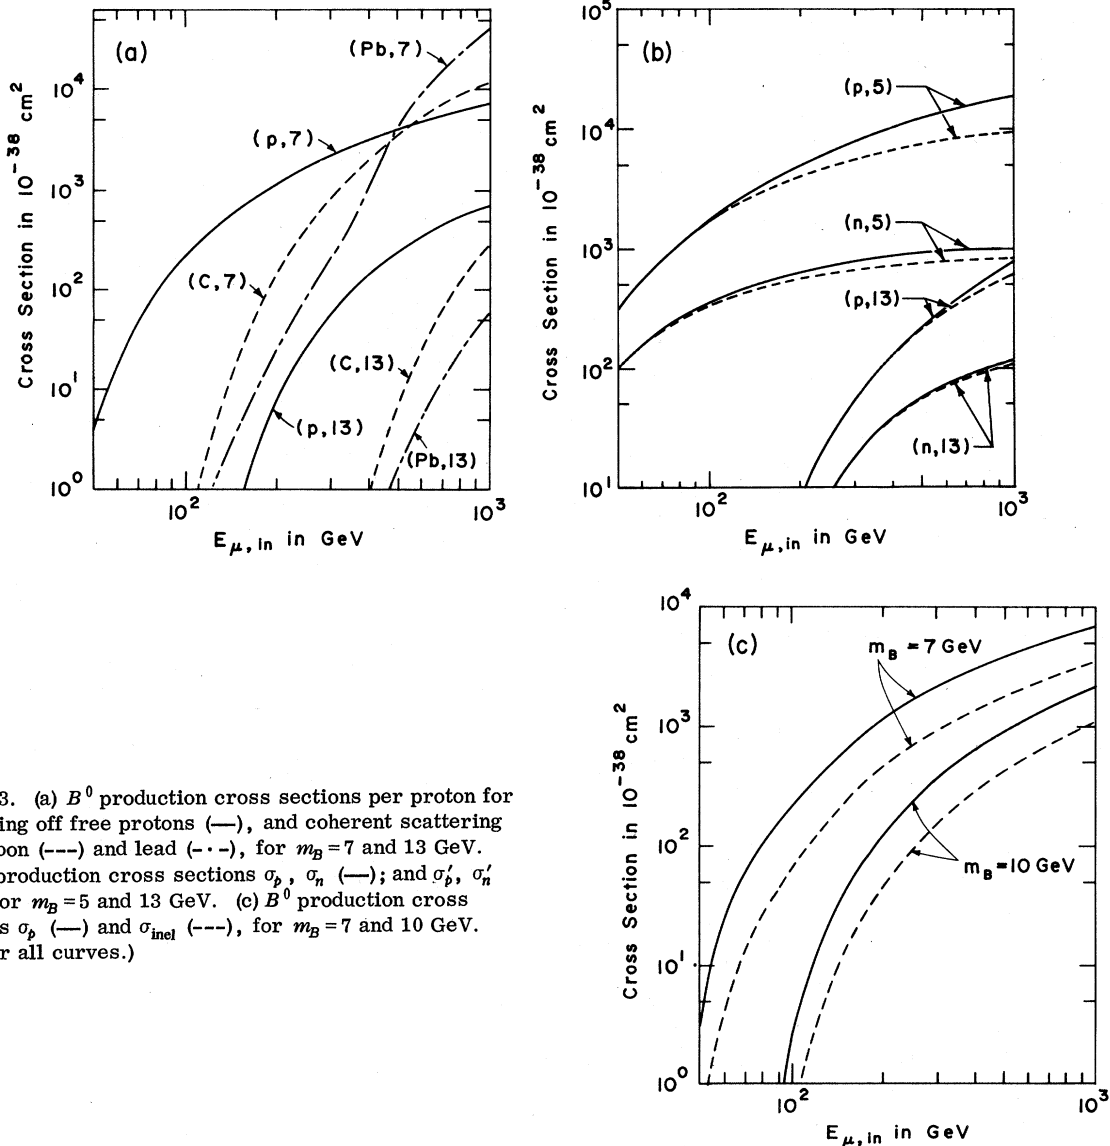 (a)
(Pb,7)
(p,7)
(C,7)
(C,13)
(p,13)
(Pb,13)
10⁴
10³
10²
10¹
10⁰
Cross Section in 10⁻³⁸ cm²
10² 10³
E μ, in in GeV
(b)
(p,5)
(n,5)
(p,13)
(n,13)
10⁵
10⁴
10³
10²
10¹
Cross Section in 10⁻³⁸ cm²
10² 10³
E μ, in in GeV
(c)
m B = 7 GeV
m B = 10 GeV
10⁴
10³
10²
10¹
10⁰
Cross Section in 10⁻³⁸ cm²
10² 10³
E μ, in in GeV
3. (a) B⁰ production cross sections per proton for
ing off free protons (—), and coherent scattering
bon (---) and lead (-·-), for m_B = 7 and 13 GeV.
production cross sections σ_p, σ_n (—); and σ′_p, σ′_n
or m_B = 5 and 13 GeV. (c) B⁰ production cross
s σ_p (—) and σ_inel (---), for m_B = 7 and 10 GeV.
r all curves.)